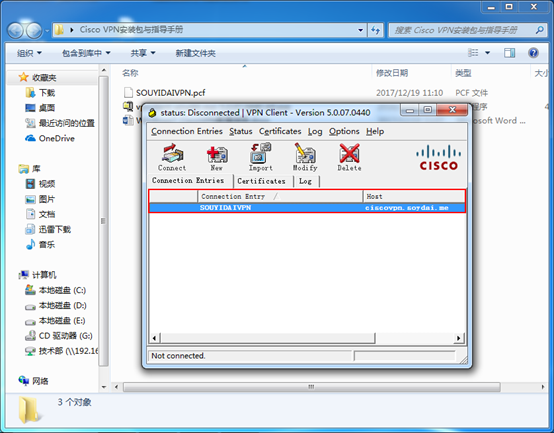 Cisco VPN安装包与指导手册
搜索 Cisco VPN安装包与指导手册
组织 包含到库中 共享 新建文件夹
名称 修改日期 类型 大小
收藏夹
下载
桌面
最近访问的位置
OneDrive
库
视频
图片
文档
迅雷下载
音乐
计算机
本地磁盘 (C:)
本地磁盘 (D:)
本地磁盘 (E:)
CD 驱动器 (G:)
技术部 (\\192.16
网络
SOUYIDAIVPN.pcf 2017/12/19 11:10 PCF 文件
程序
osoft Word ...
status: Disconnected | VPN Client - Version 5.0.07.0440
Connection Entries Status Certificates Log Options Help
Connect New Import Modify Delete
CISCO
Connection Entries Certificates Log
Connection Entry / Host
SOUYIDAIVPN ciscovpn.soydai.me
Not connected.
3 个对象